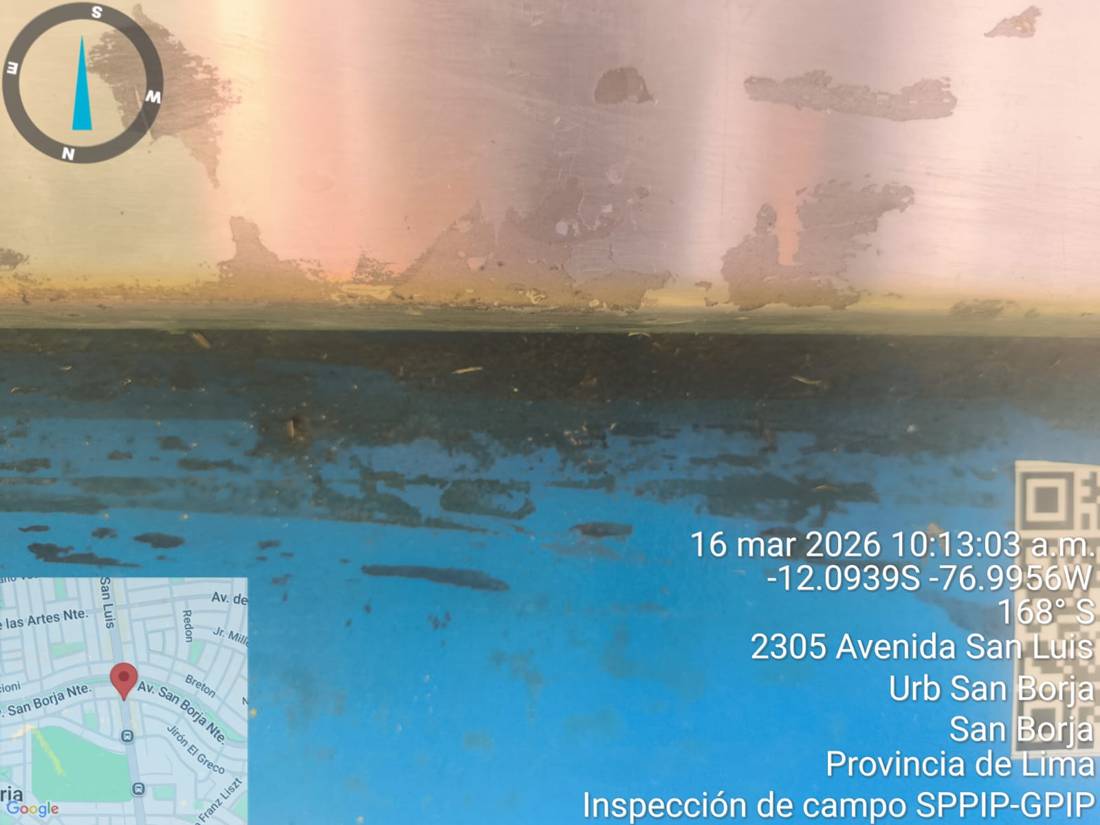 S
E
W
N
16 mar 2026 10:13:03 a.m.
-12.0939S -76.9956W
168° S
2305 Avenida San Luis
Urb San Borja
San Borja
Provincia de Lima
Inspección de campo SPPIP-GPIP
San Luis
Av. de
e las Artes Nte.
Redon
Jr. Mill
Breton
cioni
. San Borja Nte.
Av. San Borja Nte.
Jirón El Greco
Franz Liszt
ria
Google